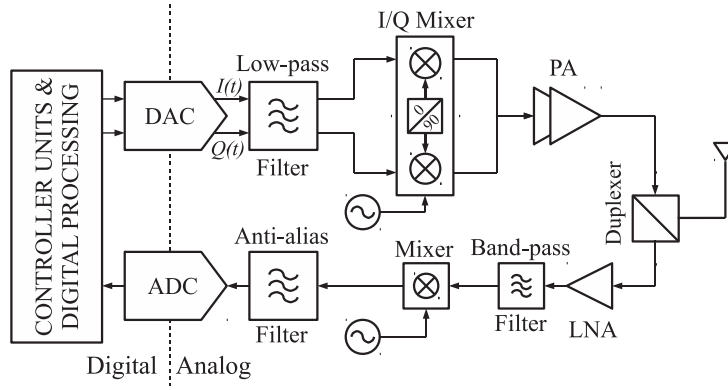 I/Q Mixer
Low-pass
PA
DAC
I(t)
Q(t)
0
90
Filter
CONTROLLER UNITS &
DIGITAL PROCESSING
Duplexer
Anti-alias
Mixer
Band-pass
ADC
Filter
Filter
LNA
Digital
Analog